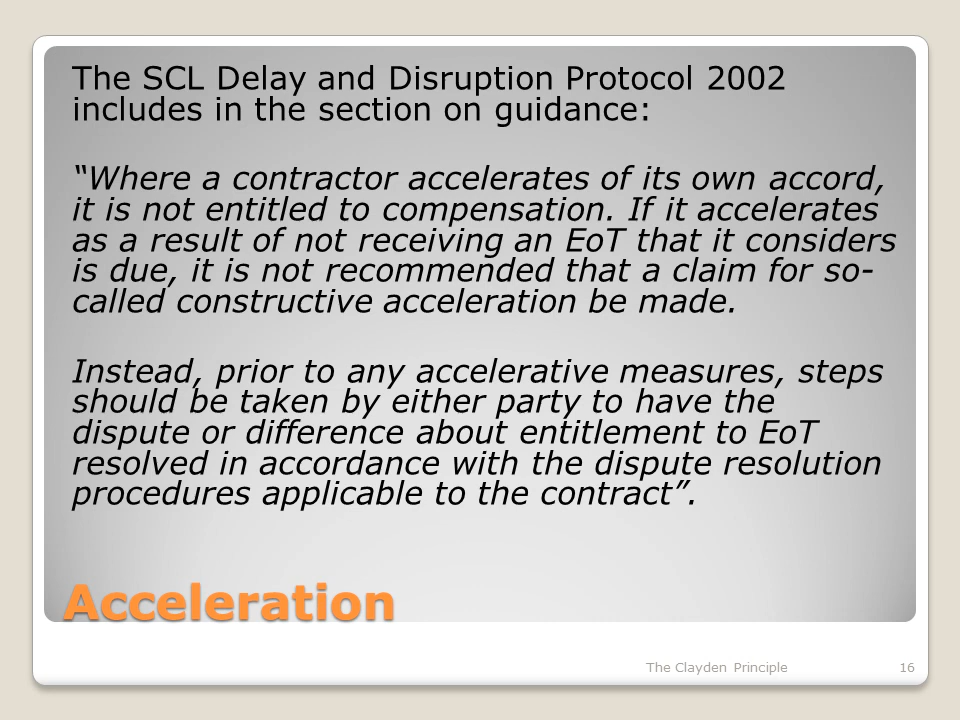 The SCL Delay and Disruption Protocol 2002
includes in the section on guidance:
“Where a contractor accelerates of its own accord,
it is not entitled to compensation. If it accelerates
as a result of not receiving an EoT that it considers
is due, it is not recommended that a claim for so-
called constructive acceleration be made.
Instead, prior to any accelerative measures, steps
should be taken by either party to have the
dispute or difference about entitlement to EoT
resolved in accordance with the dispute resolution
procedures applicable to the contract”.
Acceleration
The Clayden Principle 16